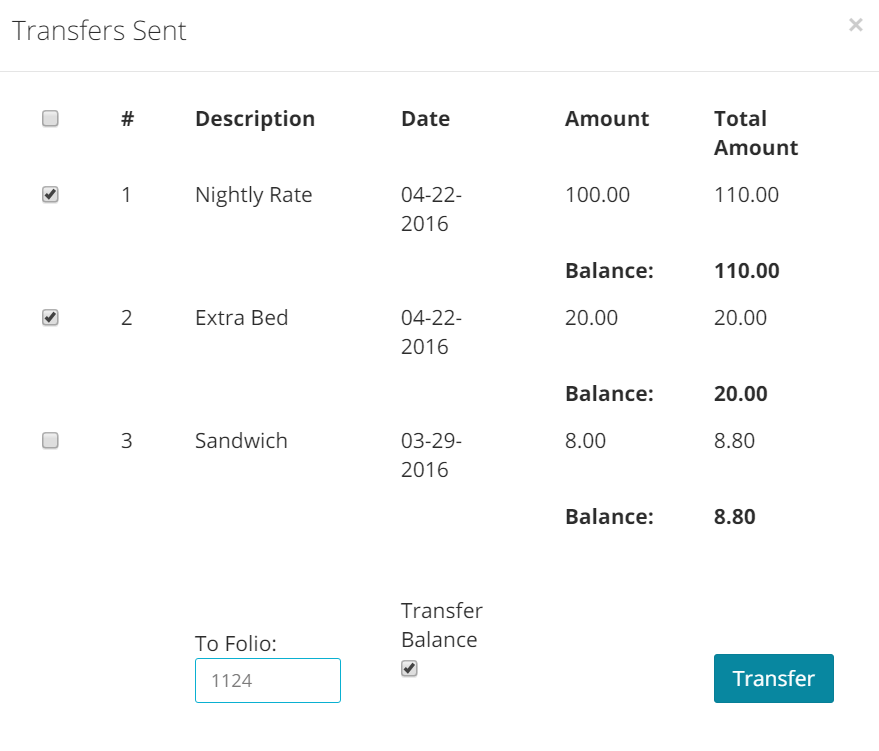 Transfers Sent ×
# Description Date Amount Total
Amount
1 Nightly Rate 04-22- 100.00 110.00
2016
Balance: 110.00
2 Extra Bed 04-22- 20.00 20.00
2016
Balance: 20.00
3 Sandwich 03-29- 8.00 8.80
2016
Balance: 8.80
Transfer
To Folio: Balance
1124 Transfer